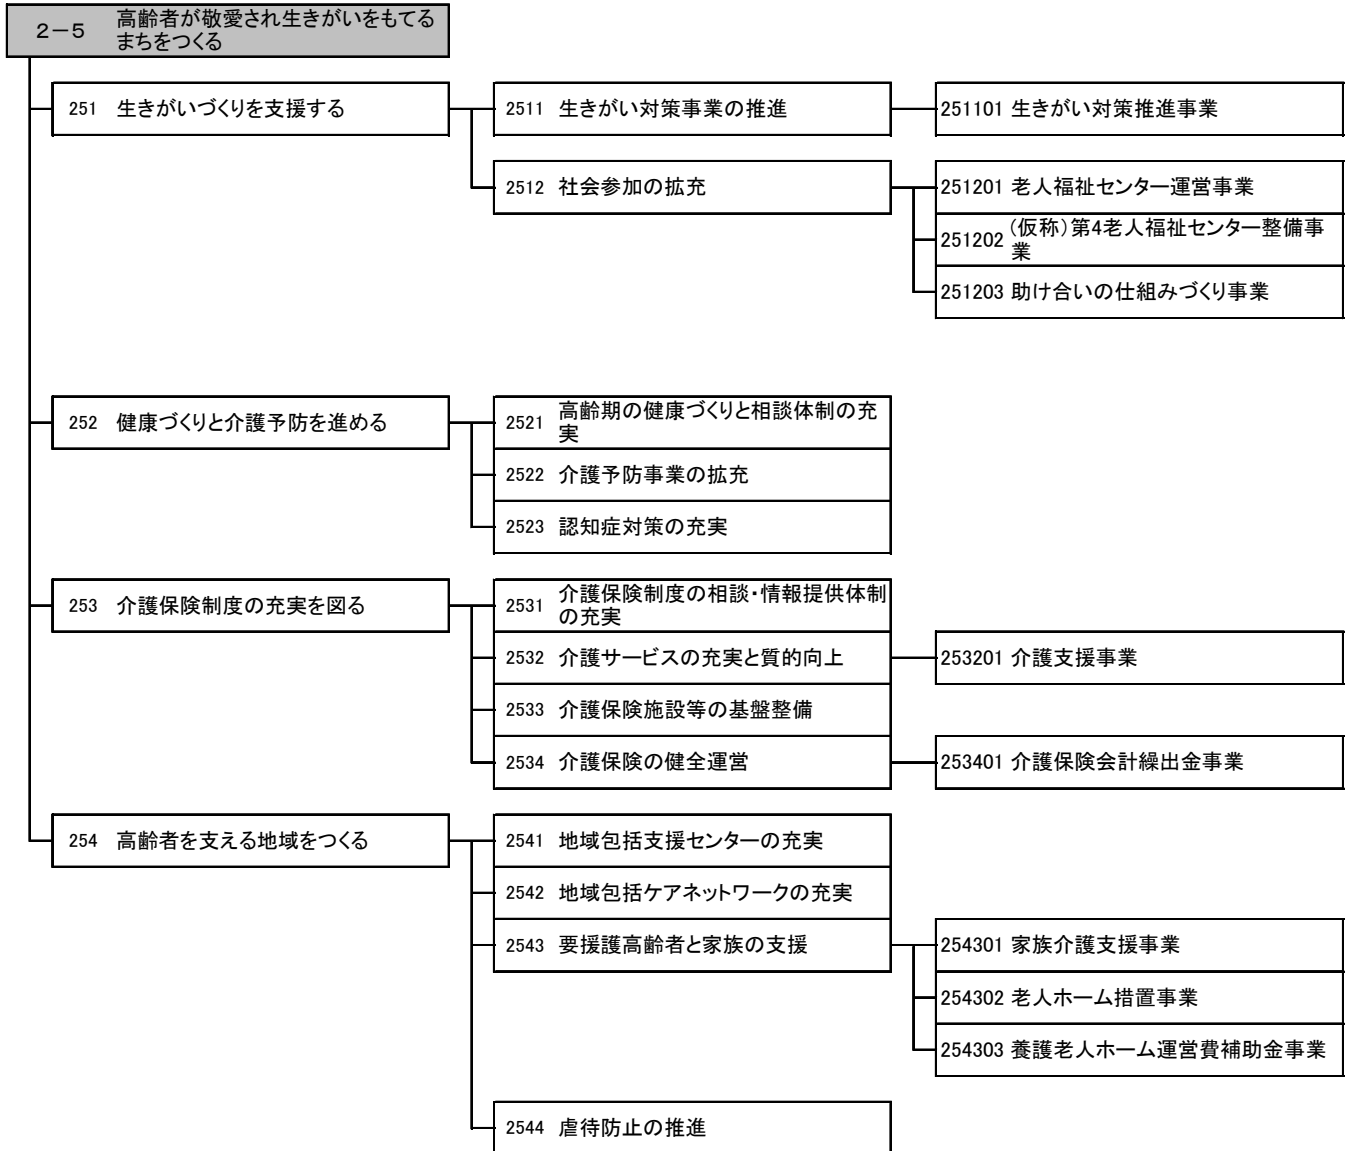 2－5 高齢者が敬愛され生きがいをもてる
まちをつくる
251 生きがいづくりを支援する
2511 生きがい対策事業の推進
251101 生きがい対策推進事業
2512 社会参加の拡充
251201 老人福祉センター運営事業
251202 (仮称)第4老人福祉センター整備事
業
251203 助け合いの仕組みづくり事業
252 健康づくりと介護予防を進める
2521 高齢期の健康づくりと相談体制の充
実
2522 介護予防事業の拡充
2523 認知症対策の充実
253 介護保険制度の充実を図る
2531 介護保険制度の相談・情報提供体制
の充実
2532 介護サービスの充実と質的向上
253201 介護支援事業
2533 介護保険施設等の基盤整備
2534 介護保険の健全運営
253401 介護保険会計繰出金事業
254 高齢者を支える地域をつくる
2541 地域包括支援センターの充実
2542 地域包括ケアネットワークの充実
2543 要援護高齢者と家族の支援
254301 家族介護支援事業
254302 老人ホーム措置事業
254303 養護老人ホーム運営費補助金事業
2544 虐待防止の推進